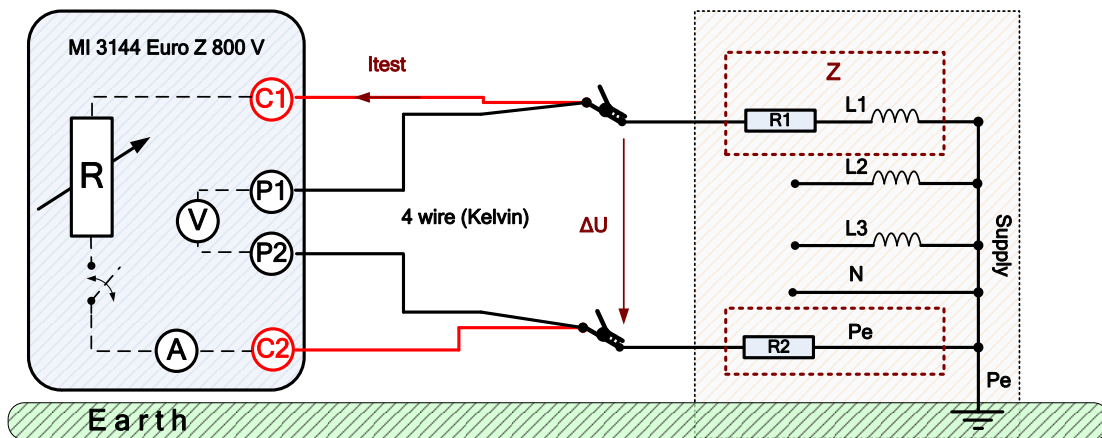 MI 3144 Euro Z 800 V
C1
Itest
Z
R1
L1
R
P1
L2
V
4 wire (Kelvin)
ΔU
P2
L3
Supply
N
A
C2
R2
Pe
Pe
Earth